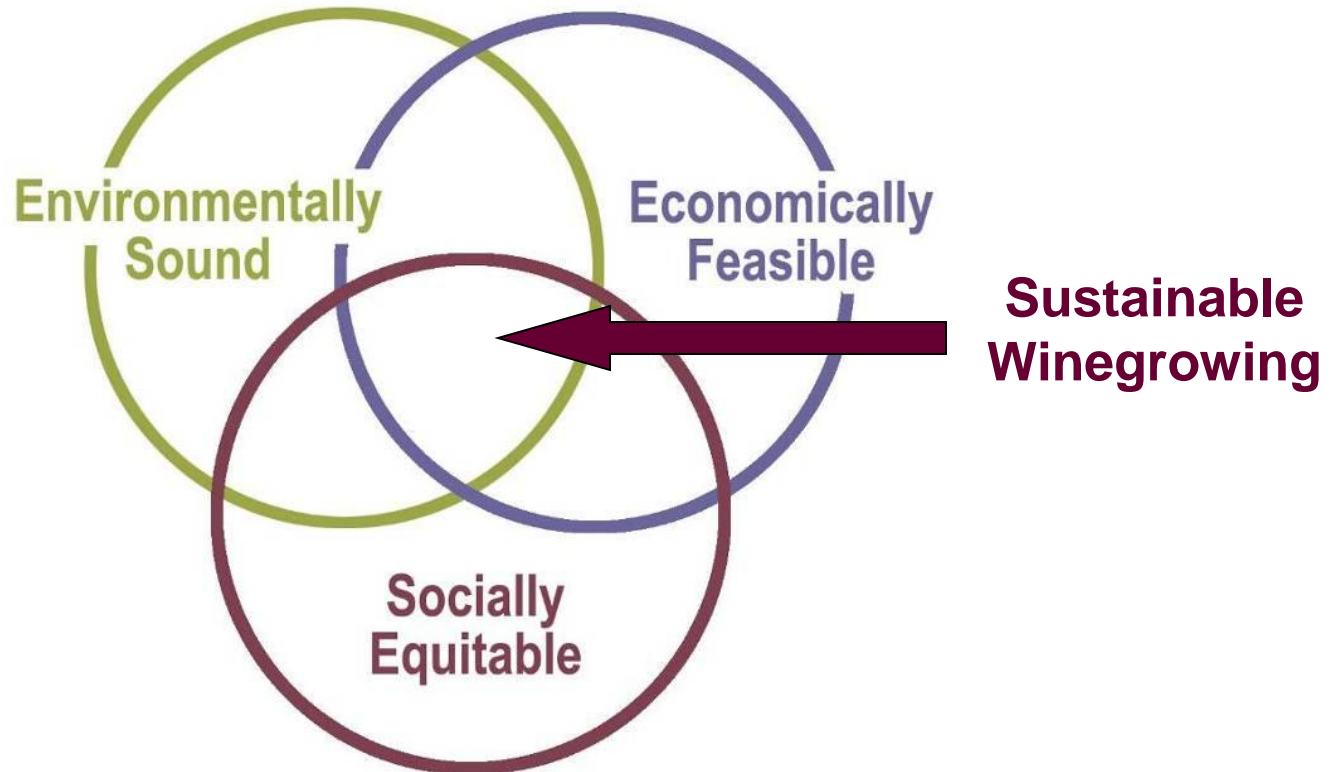 Environmentally
Sound
Economically
Feasible
Sustainable
Winegrowing
Socially
Equitable